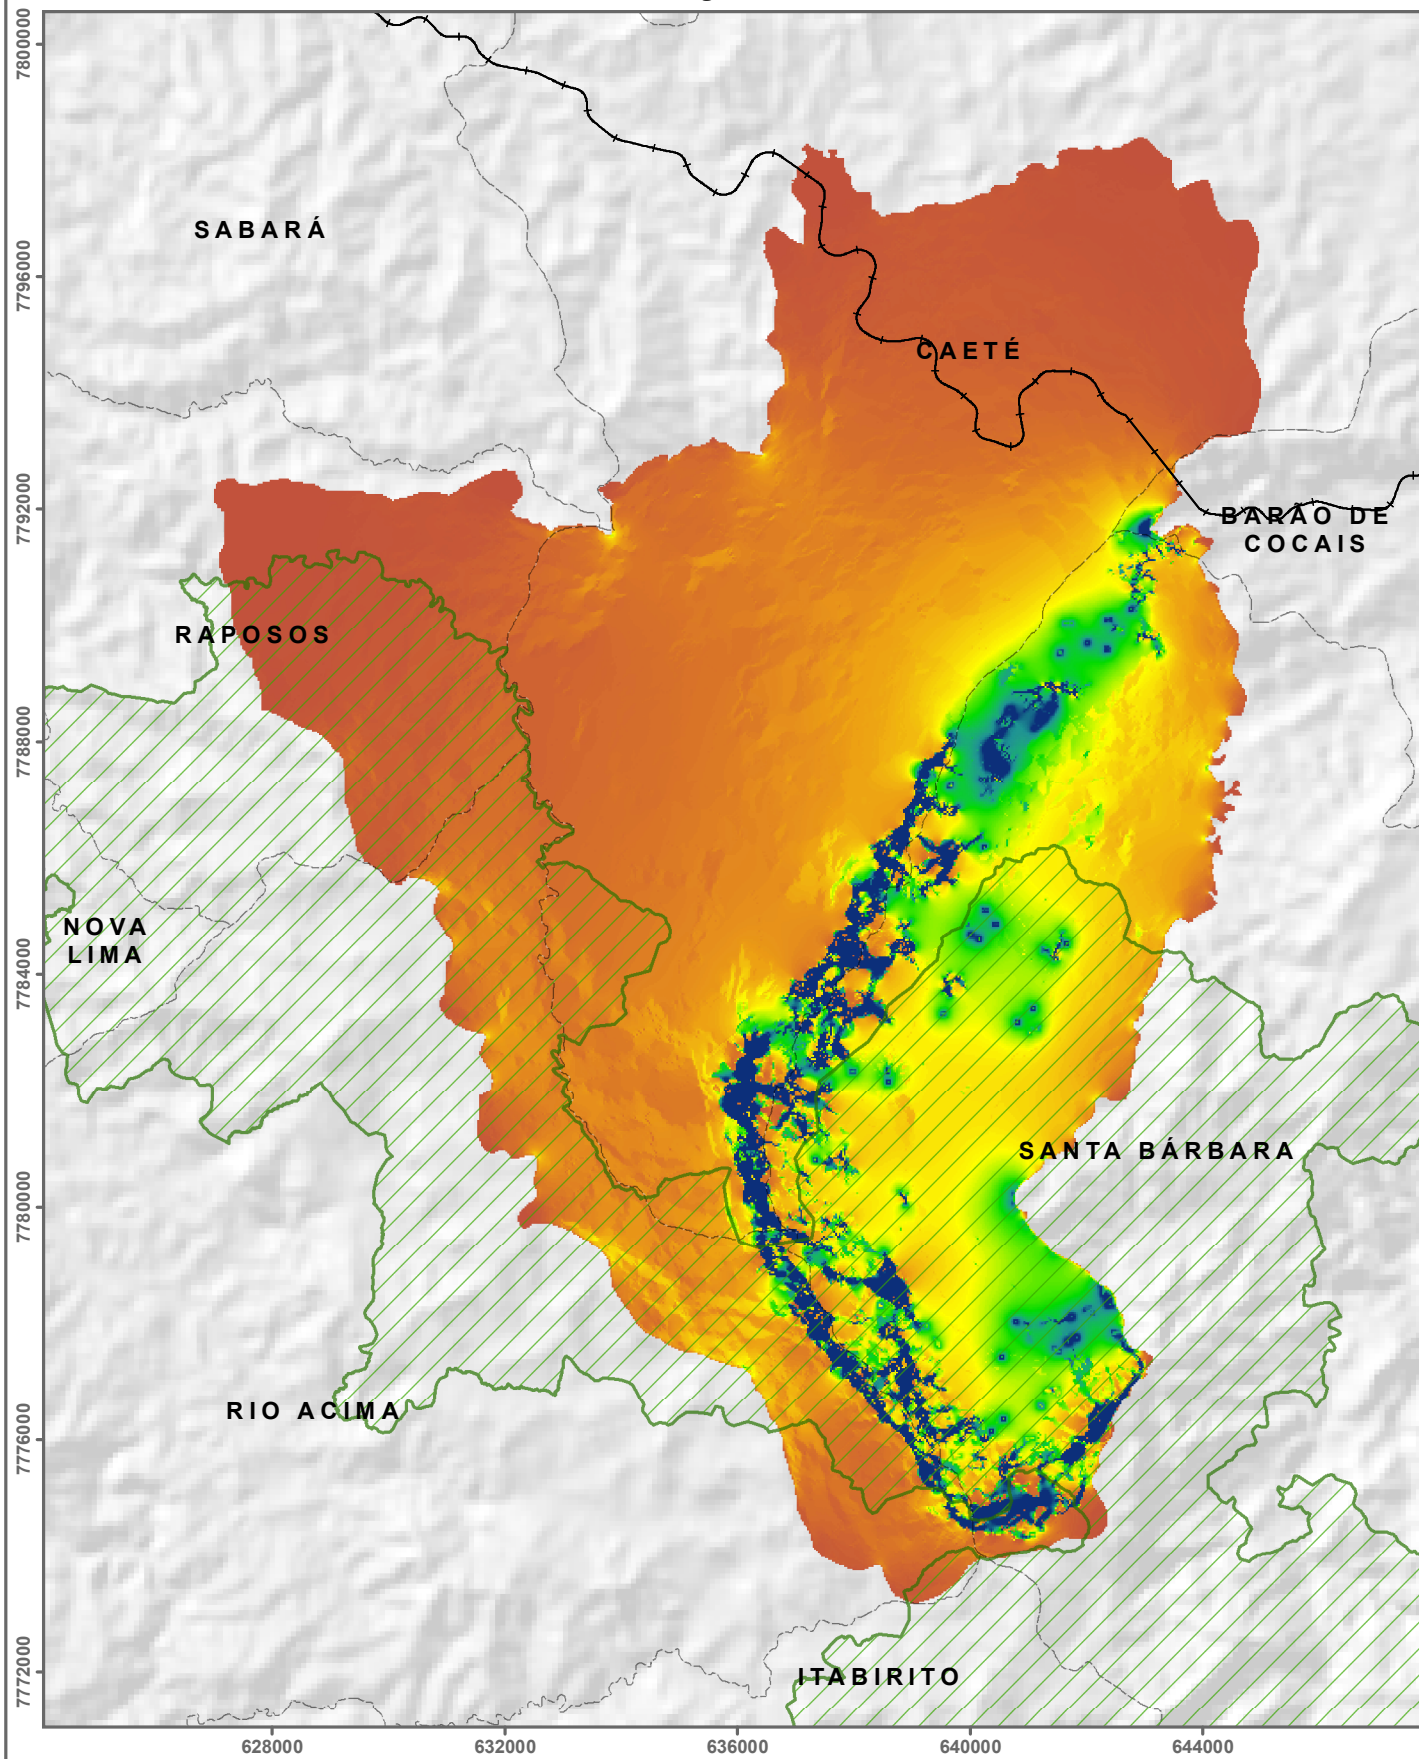 7800000
SABARÁ
7796000
CAETÉ
7792000
BARÃO DE
COCAIS
RAPOSOS
7788000
NOVA
LIMA
7784000
SANTA BÁRBARA
7780000
RIO ACIMA
7776000
ITABIRITO
7772000
628000
632000
636000
640000
644000